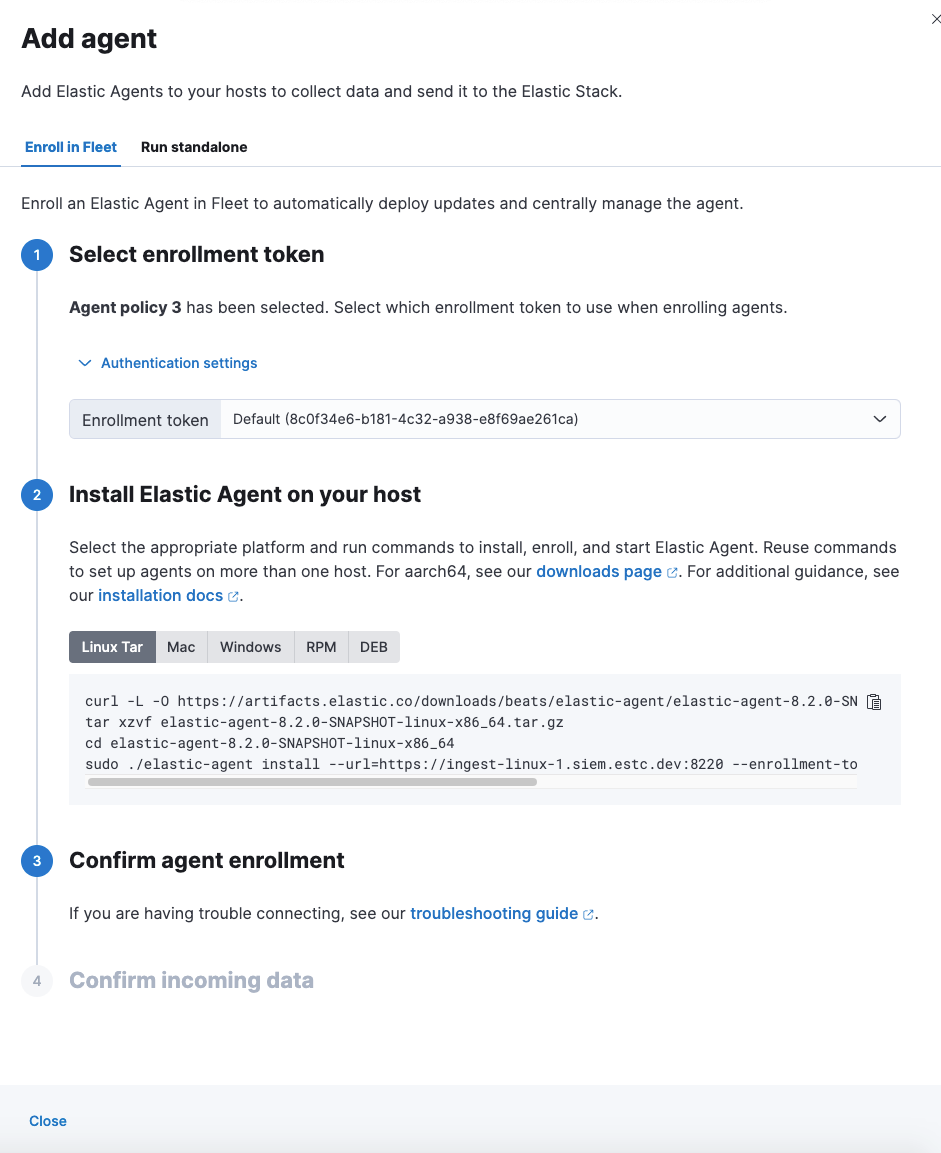 Add agent
Add Elastic Agents to your hosts to collect data and send it to the Elastic Stack.
Enroll in Fleet
Run standalone
Enroll an Elastic Agent in Fleet to automatically deploy updates and centrally manage the agent.
1
Select enrollment token
Agent policy 3 has been selected. Select which enrollment token to use when enrolling agents.
Authentication settings
Enrollment token
Default (8c0f34e6-b181-4c32-a938-e8f69ae261ca)
2
Install Elastic Agent on your host
Select the appropriate platform and run commands to install, enroll, and start Elastic Agent. Reuse commands
to set up agents on more than one host. For aarch64, see our downloads page. For additional guidance, see
our installation docs.
Linux Tar
Mac
Windows
RPM
DEB
curl -L -O https://artifacts.elastic.co/downloads/beats/elastic-agent/elastic-agent-8.2.0-SN
tar xzvf elastic-agent-8.2.0-SNAPSHOT-linux-x86_64.tar.gz
cd elastic-agent-8.2.0-SNAPSHOT-linux-x86_64
sudo ./elastic-agent install --url=https://ingest-linux-1.siem.estc.dev:8220 --enrollment-to
3
Confirm agent enrollment
If you are having trouble connecting, see our troubleshooting guide.
4
Confirm incoming data
Close